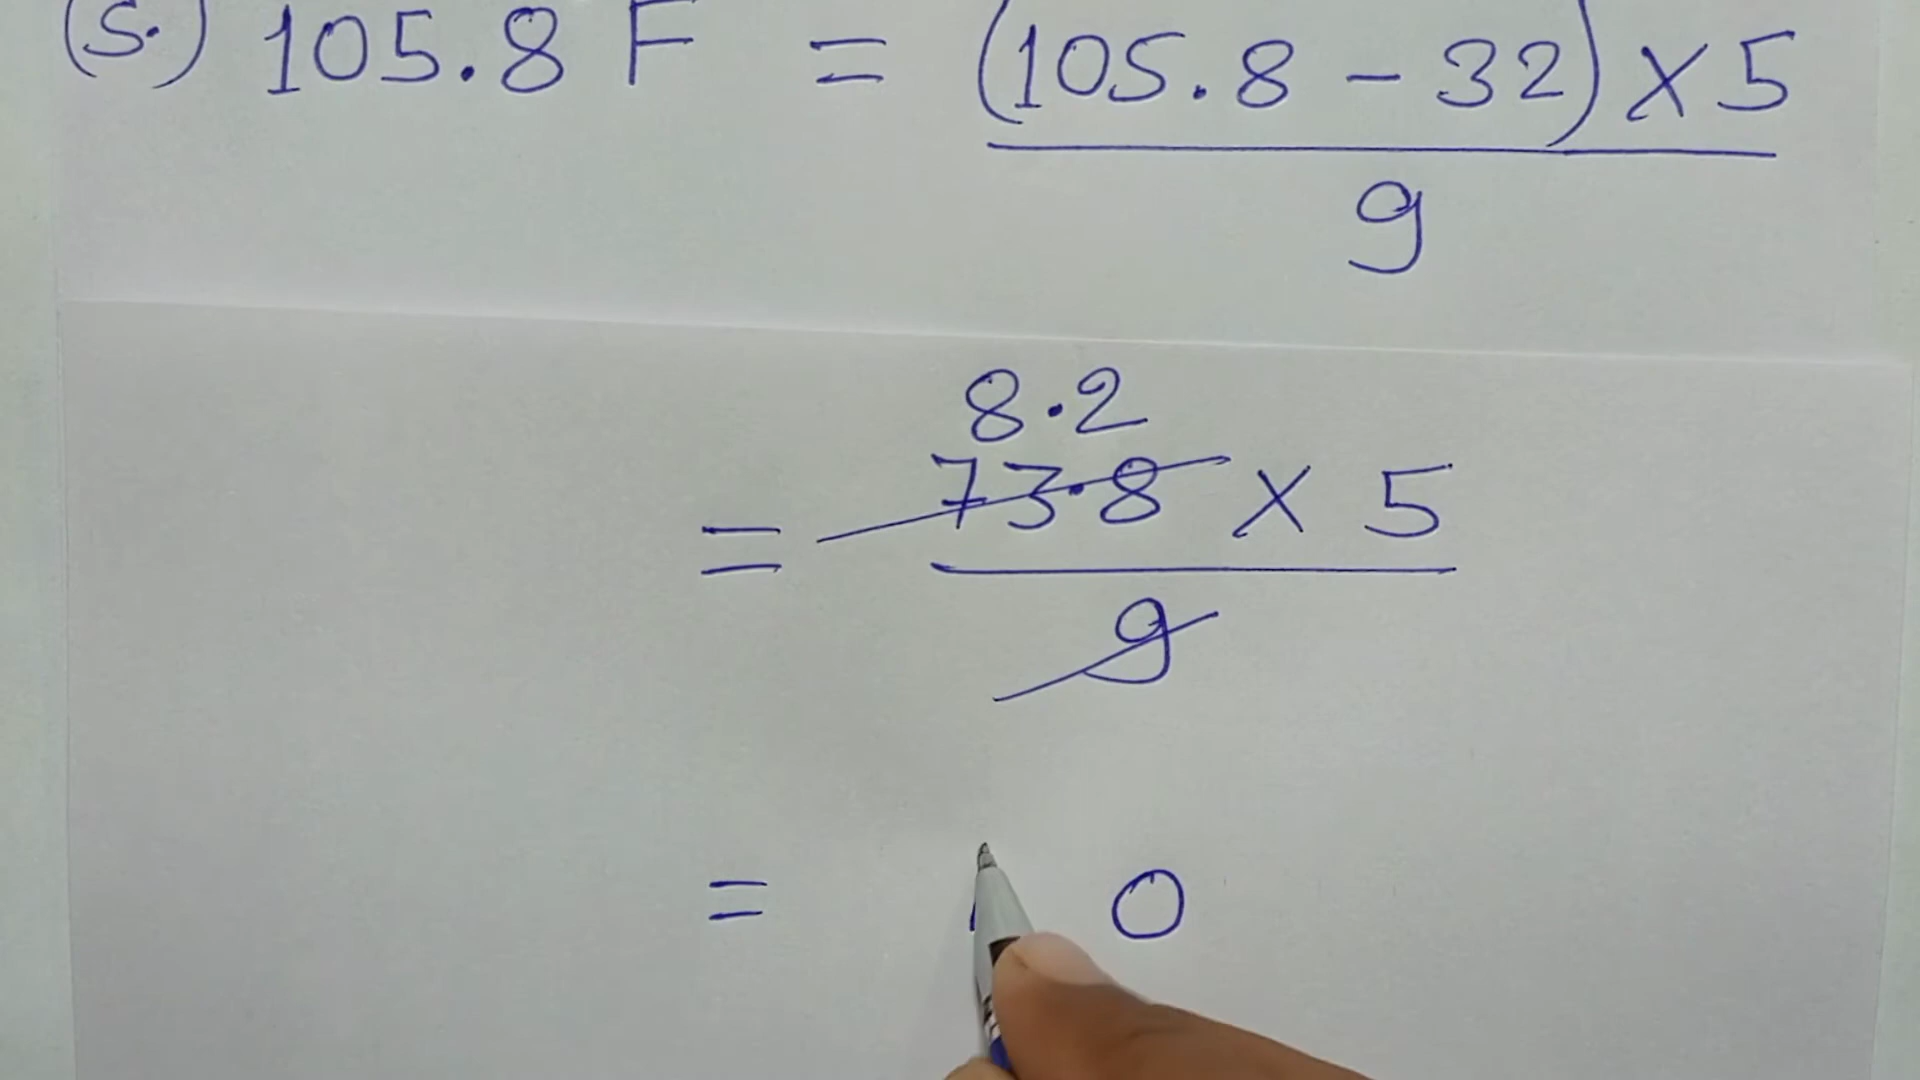 (5.) 105.8 F = (105.8 - 32) × 5
9
8.2
= 73.8 × 5
9
= 0